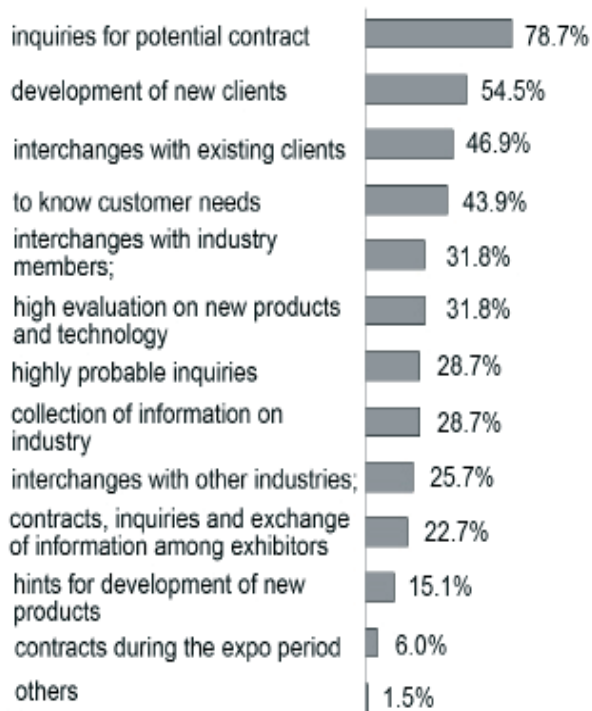 inquiries for potential contract 78.7%
development of new clients 54.5%
interchanges with existing clients 46.9%
to know customer needs 43.9%
interchanges with industry
members; 31.8%
high evaluation on new products
and technology 31.8%
highly probable inquiries 28.7%
collection of information on
industry 28.7%
interchanges with other industries; 25.7%
contracts, inquiries and exchange
of information among exhibitors 22.7%
hints for development of new
products 15.1%
contracts during the expo period 6.0%
others 1.5%